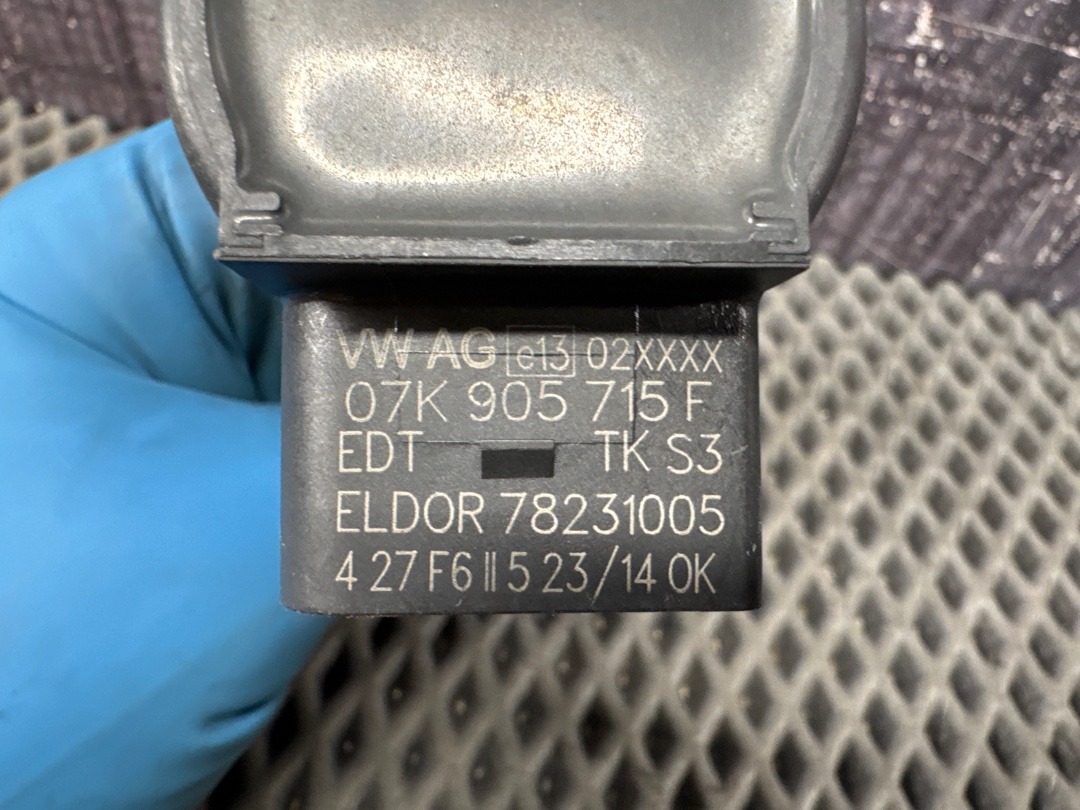 VW AG e13 02XXXX
07K 905 715 F
EDT TK S3
ELDOR 78231005
4 27 F6 II 5 23/14 OK